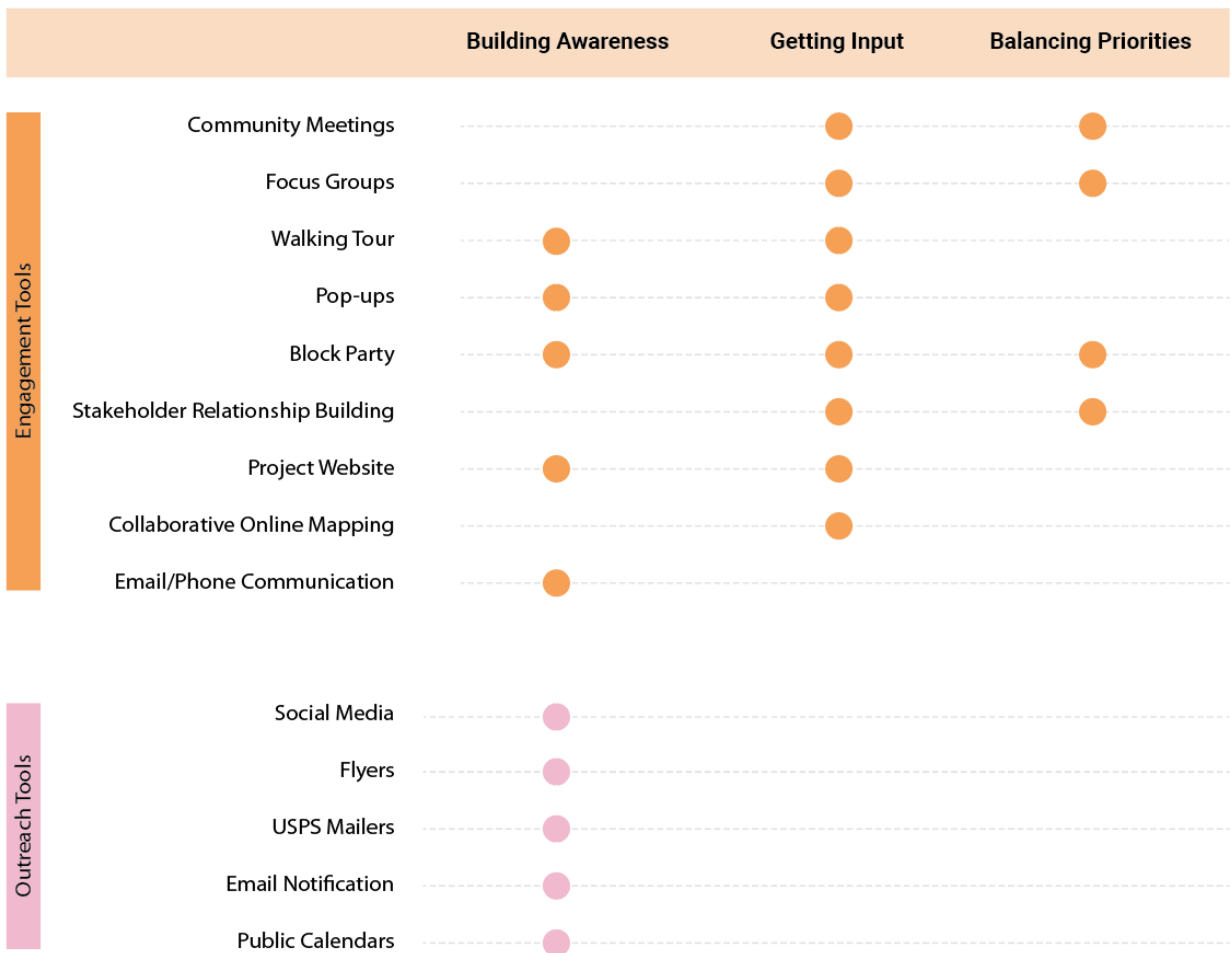 Building Awareness Getting Input Balancing Priorities
Engagement Tools
Community Meetings
Focus Groups
Walking Tour
Pop-ups
Block Party
Stakeholder Relationship Building
Project Website
Collaborative Online Mapping
Email/Phone Communication
Outreach Tools
Social Media
Flyers
USPS Mailers
Email Notification
Public Calendars